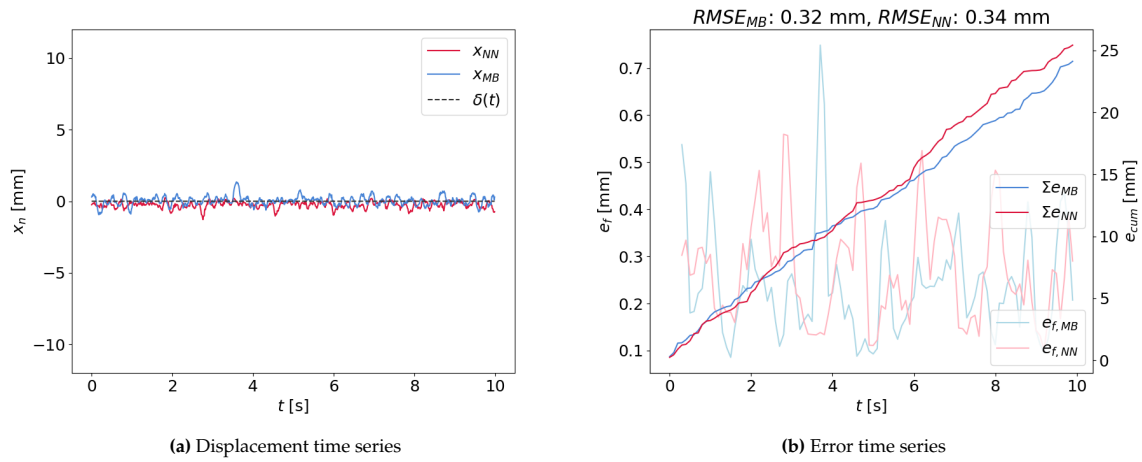 10
5
0
−5
−10
x_n [mm]
x_NN
x_MB
δ(t)
0 2 4 6 8 10
t [s]
(a) Displacement time series
RMSE_MB: 0.32 mm, RMSE_NN: 0.34 mm
0.7
0.6
0.5
0.4
0.3
0.2
0.1
e_f [mm]
Σe_MB
Σe_NN
e_f,MB
e_f,NN
25
20
15
10
5
0
e_cum [mm]
0 2 4 6 8 10
t [s]
(b) Error time series